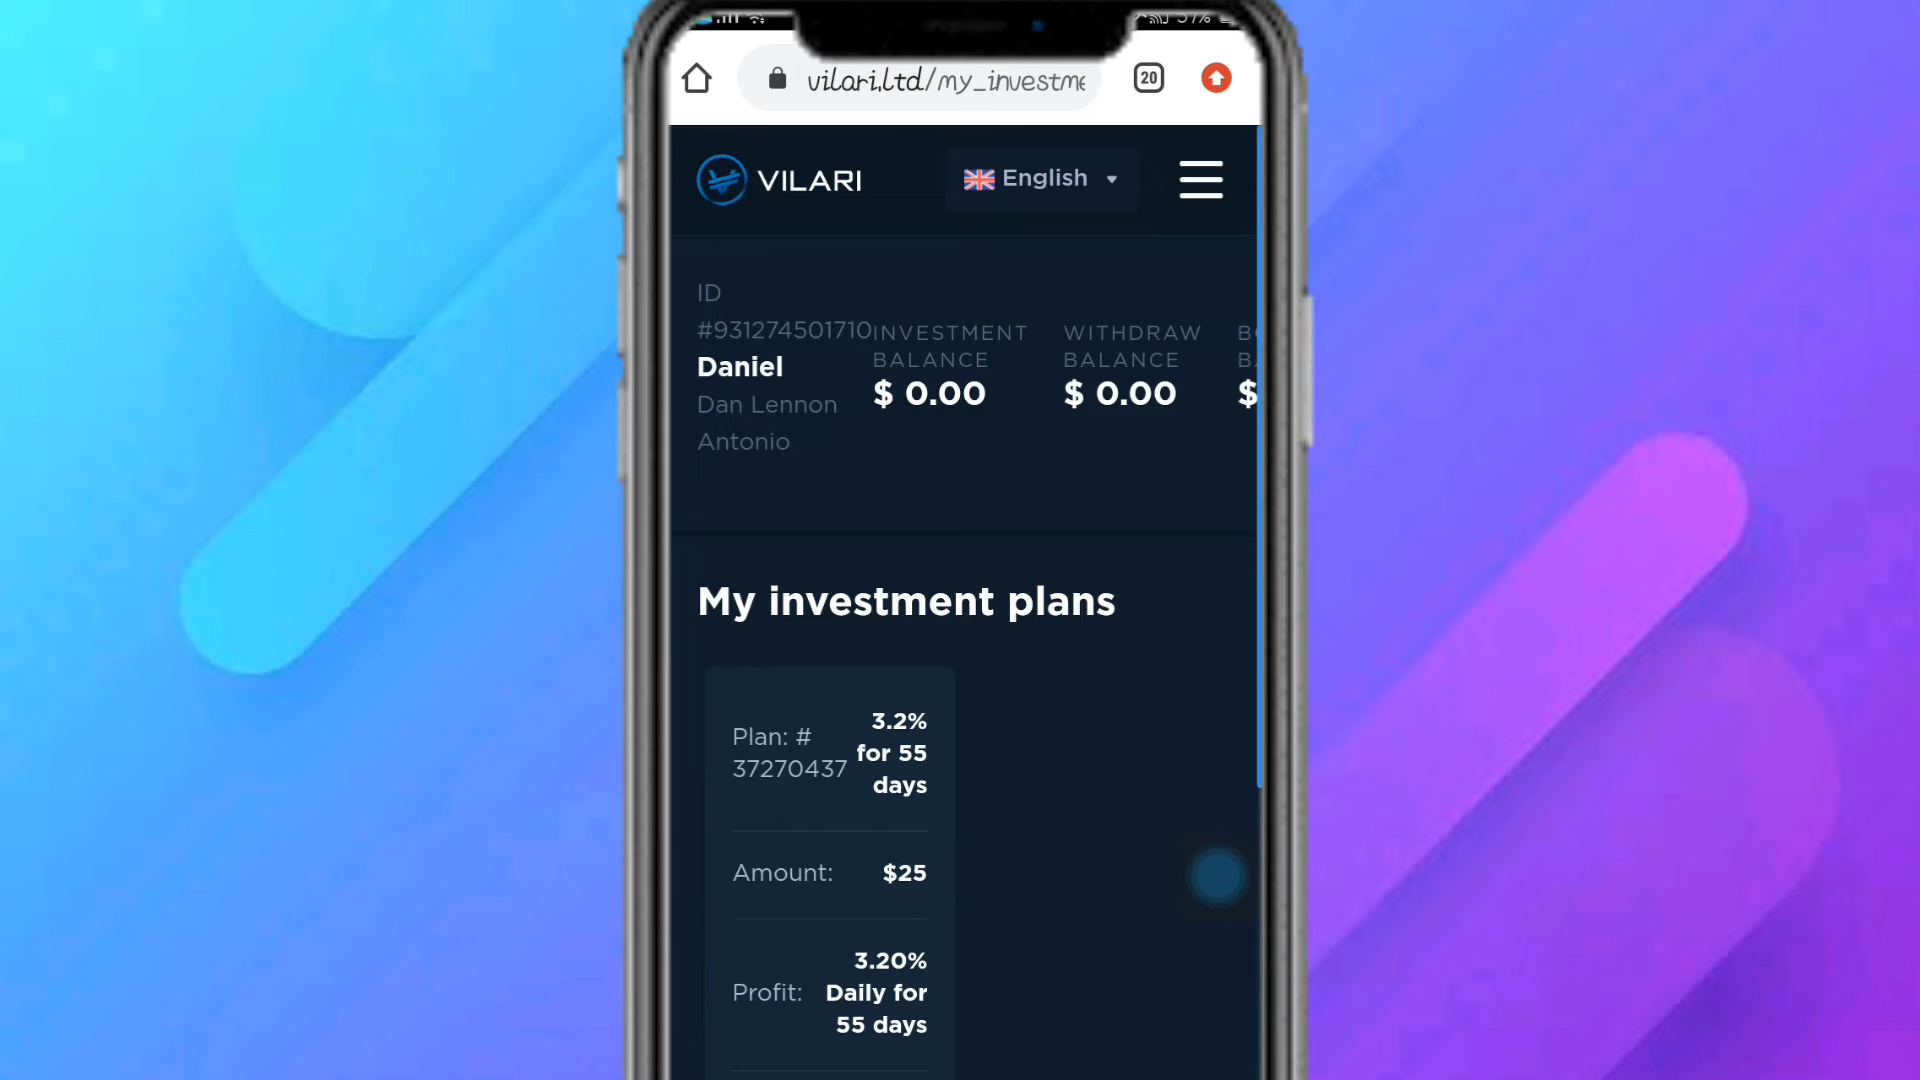 57%
vilari.ltd/my_investme
20
VILARI
English
ID
#931274501710
Daniel
Dan Lennon
Antonio
INVESTMENT
BALANCE
$ 0.00
WITHDRAW
BALANCE
$ 0.00
$
My investment plans
Plan: #
37270437
3.2%
for 55
days
Amount:
$25
Profit:
3.20%
Daily for
55 days